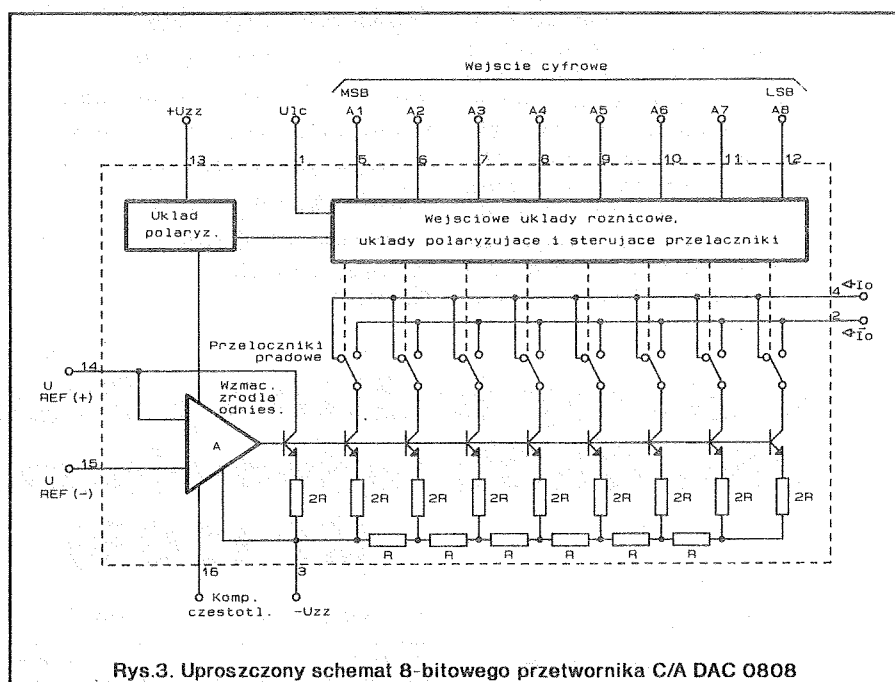 Wejscie cyfrowe
MSB LSB
+Uzz Ulc A1 A2 A3 A4 A5 A6 A7 A8
13 1 5 6 7 8 9 10 11 12
Uklad
polaryz.
Wejsciowe uklady roznicowe,
uklady polaryzujace i sterujace przelaczniki
4 Io
2 Io
Przeloczniki
pradowe
14
U
REF (+)
Wzmac.
zrodla
odnies.
A
15
U
REF (-)
2R 2R 2R 2R 2R 2R 2R 2R 2R
R R R R R R
16 3
Komp.
czestotl.
-Uzz
Rys.3. Uproszczony schemat 8-bitowego przetwornika C/A DAC 0808